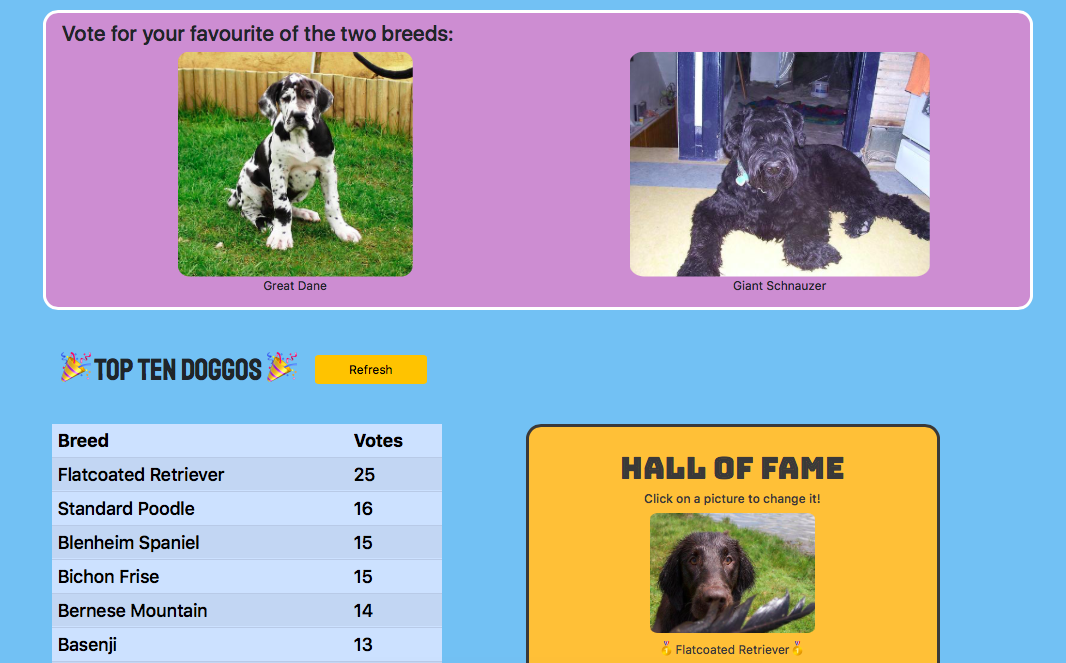 Vote for your favourite of the two breeds:
Great Dane
Giant Schnauzer
🎉TOP TEN DOGGOS🎉
Refresh
Breed Votes
Flatcoated Retriever 25
Standard Poodle 16
Blenheim Spaniel 15
Bichon Frise 15
Bernese Mountain 14
Basenji 13
HALL OF FAME
Click on a picture to change it!
🥇Flatcoated Retriever🥇